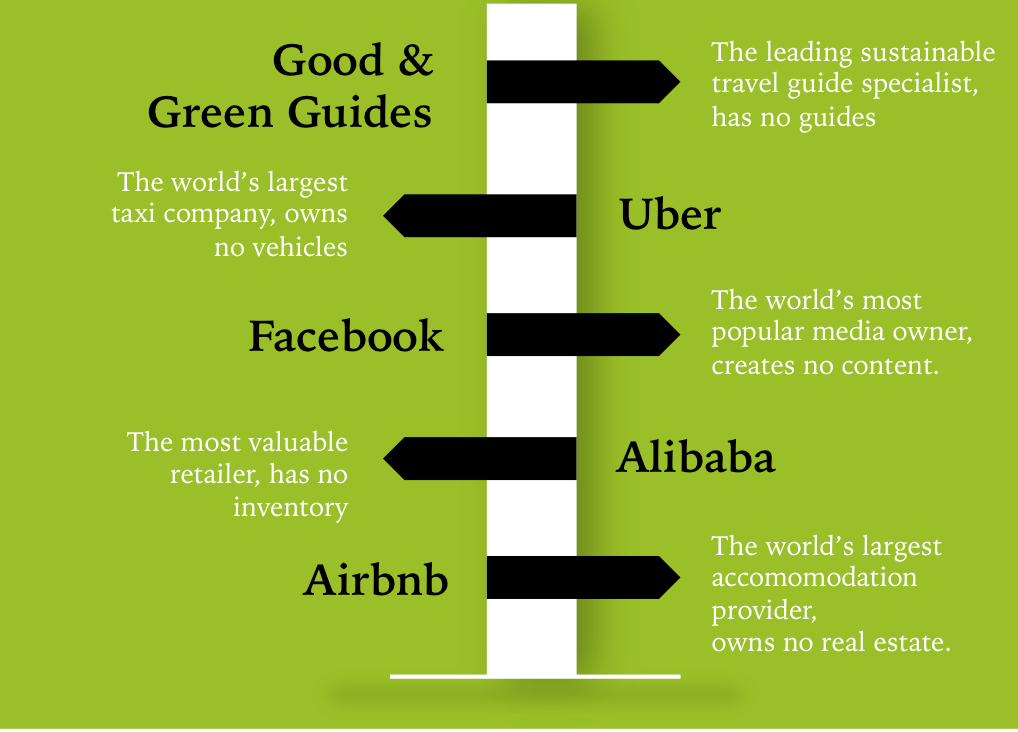 Good &
Green Guides
The leading sustainable
travel guide specialist,
has no guides
The world’s largest
taxi company, owns
no vehicles
Uber
Facebook
The world’s most
popular media owner,
creates no content.
The most valuable
retailer, has no
inventory
Alibaba
Airbnb
The world’s largest
accomomodation
provider,
owns no real estate.